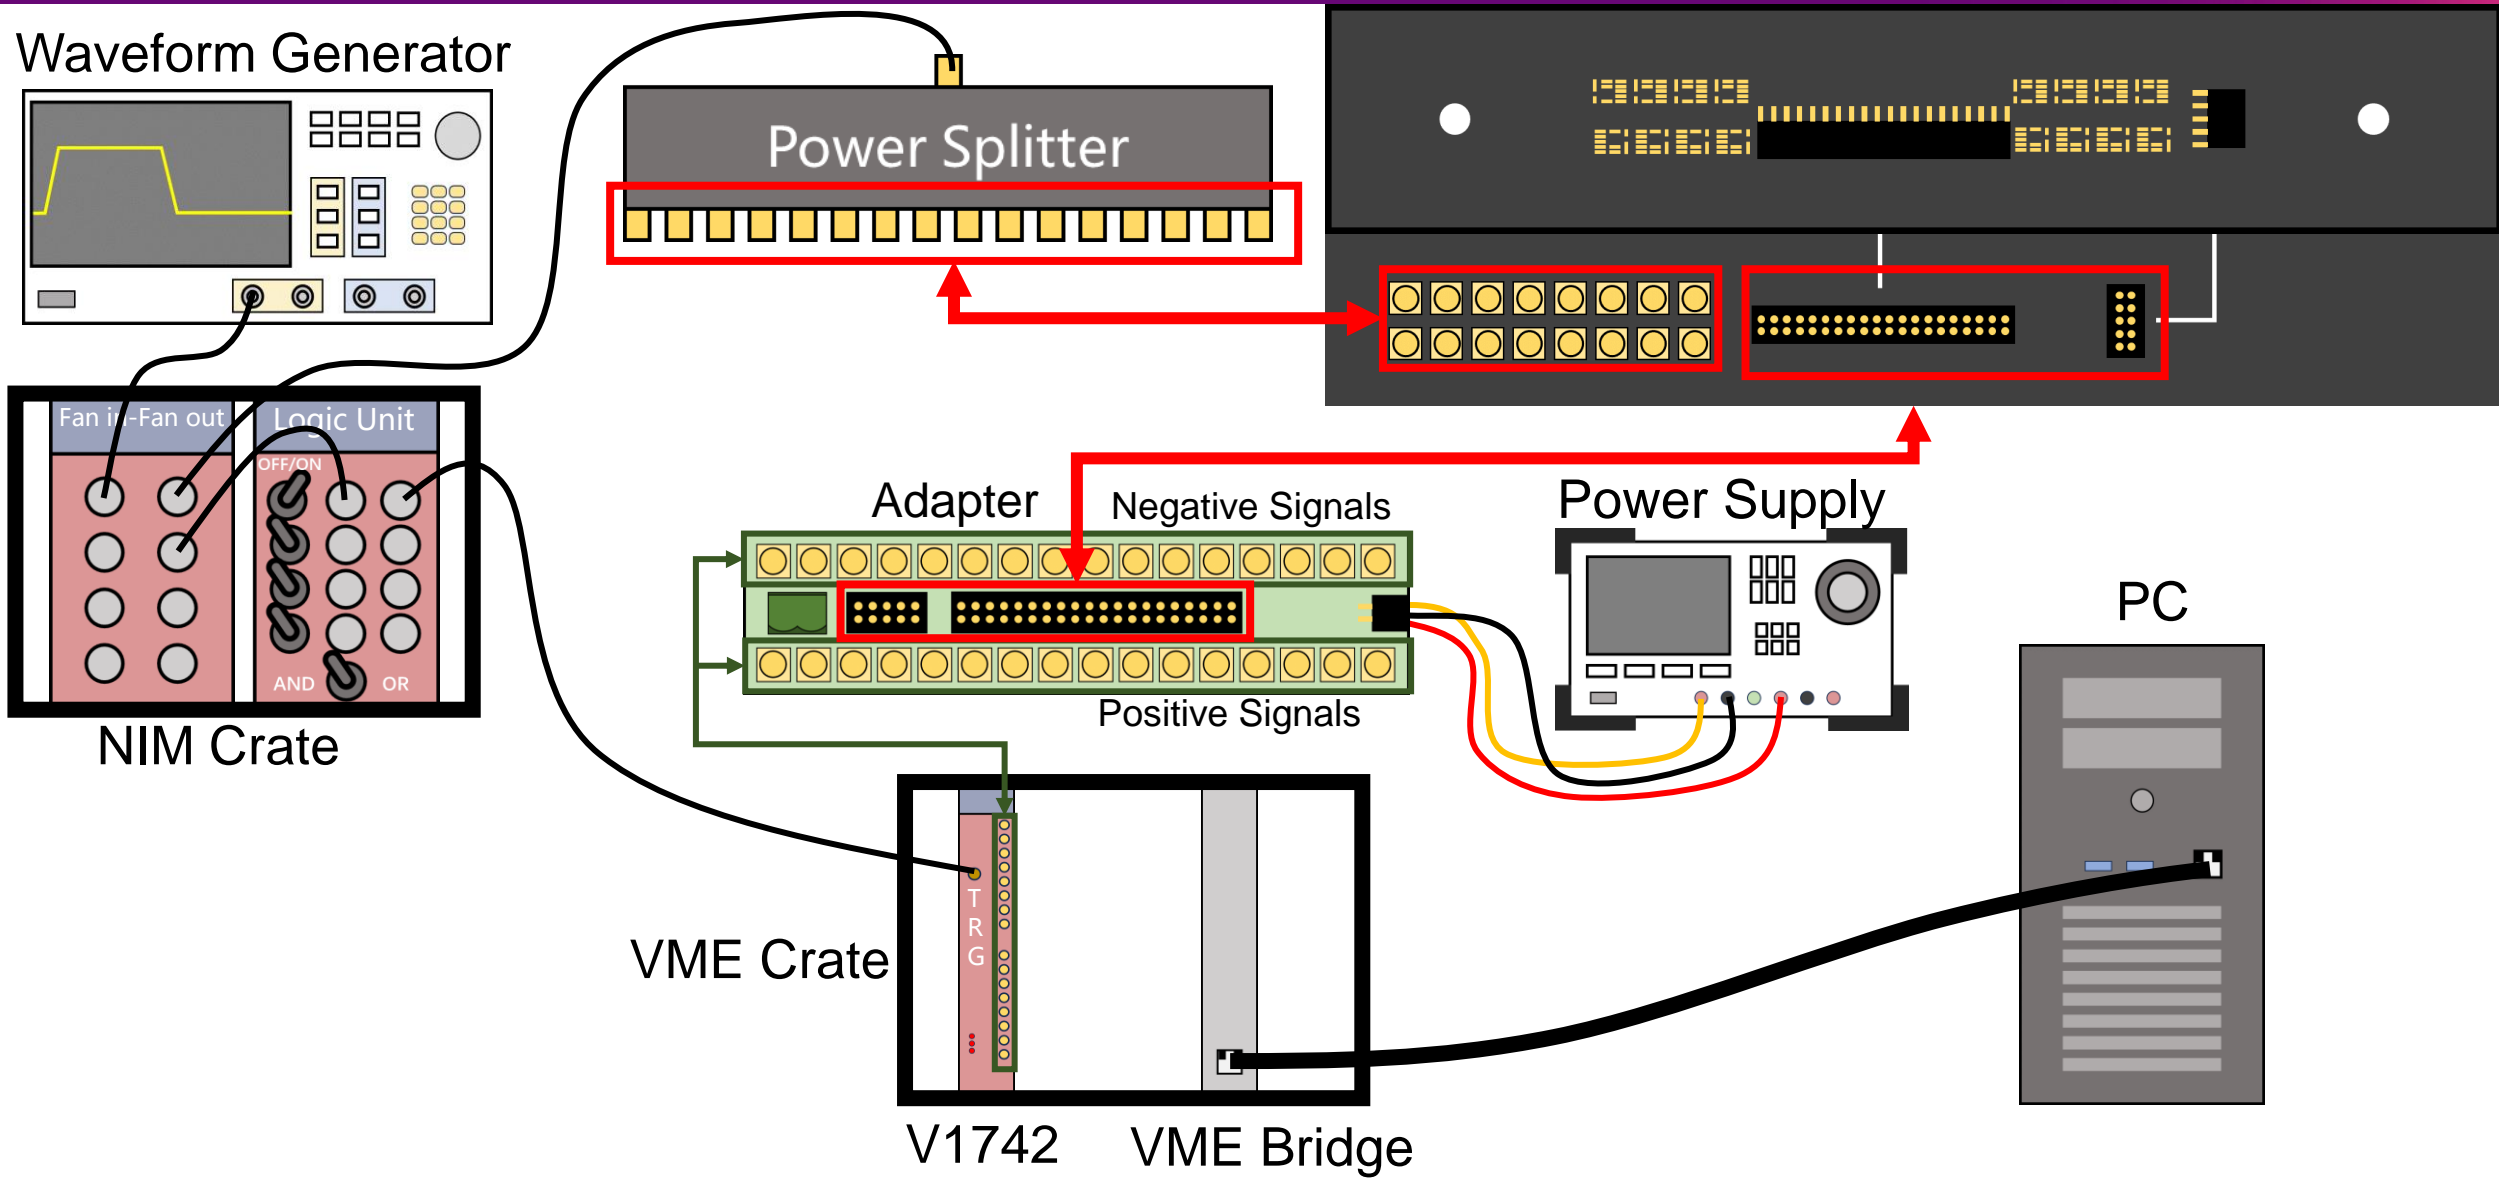 Waveform Generator
Power Splitter
Fan in-Fan out
Logic Unit
OFF/ON
AND
OR
NIM Crate
Adapter
Negative Signals
Positive Signals
Power Supply
PC
VME Crate
T
R
G
V1742
VME Bridge